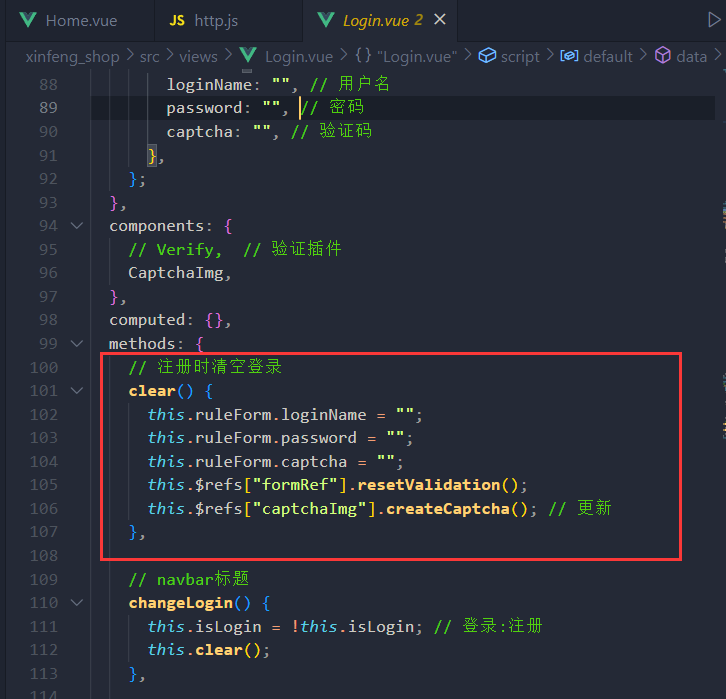 Home.vue JS http.js Login.vue 2
xinfeng_shop > src > views > Login.vue > {} "Login.vue" > script > default > data >
88 loginName: "", // 用户名
89 password: "", // 密码
90 captcha: "", // 验证码
91 },
92 };
93 },
94 components: {
95 // Verify, // 验证插件
96 CaptchaImg,
97 },
98 computed: {},
99 methods: {
100 // 注册时清空登录
101 clear() {
102 this.ruleForm.loginName = "";
103 this.ruleForm.password = "";
104 this.ruleForm.captcha = "";
105 this.$refs["formRef"].resetValidation();
106 this.$refs["captchaImg"].createCaptcha(); // 更新
107 },
108
109 // navbar标题
110 changeLogin() {
111 this.isLogin = !this.isLogin; // 登录:注册
112 this.clear();
113 },
114